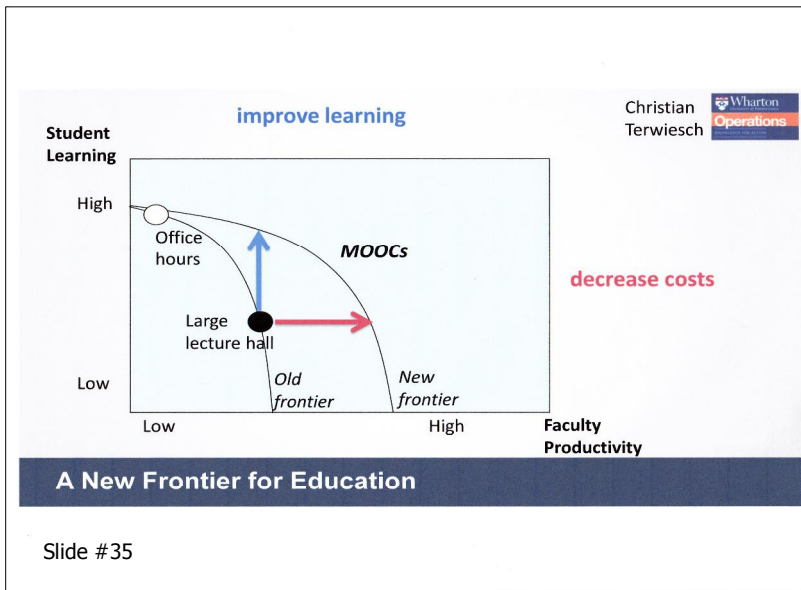 improve learning
Christian
Terwiesch
Wharton
Operations
Student
Learning
High
Office
hours
MOOCs
decrease costs
Large
lecture hall
Low
Old
frontier
New
frontier
Low
High
Faculty
Productivity
A New Frontier for Education
Slide #35